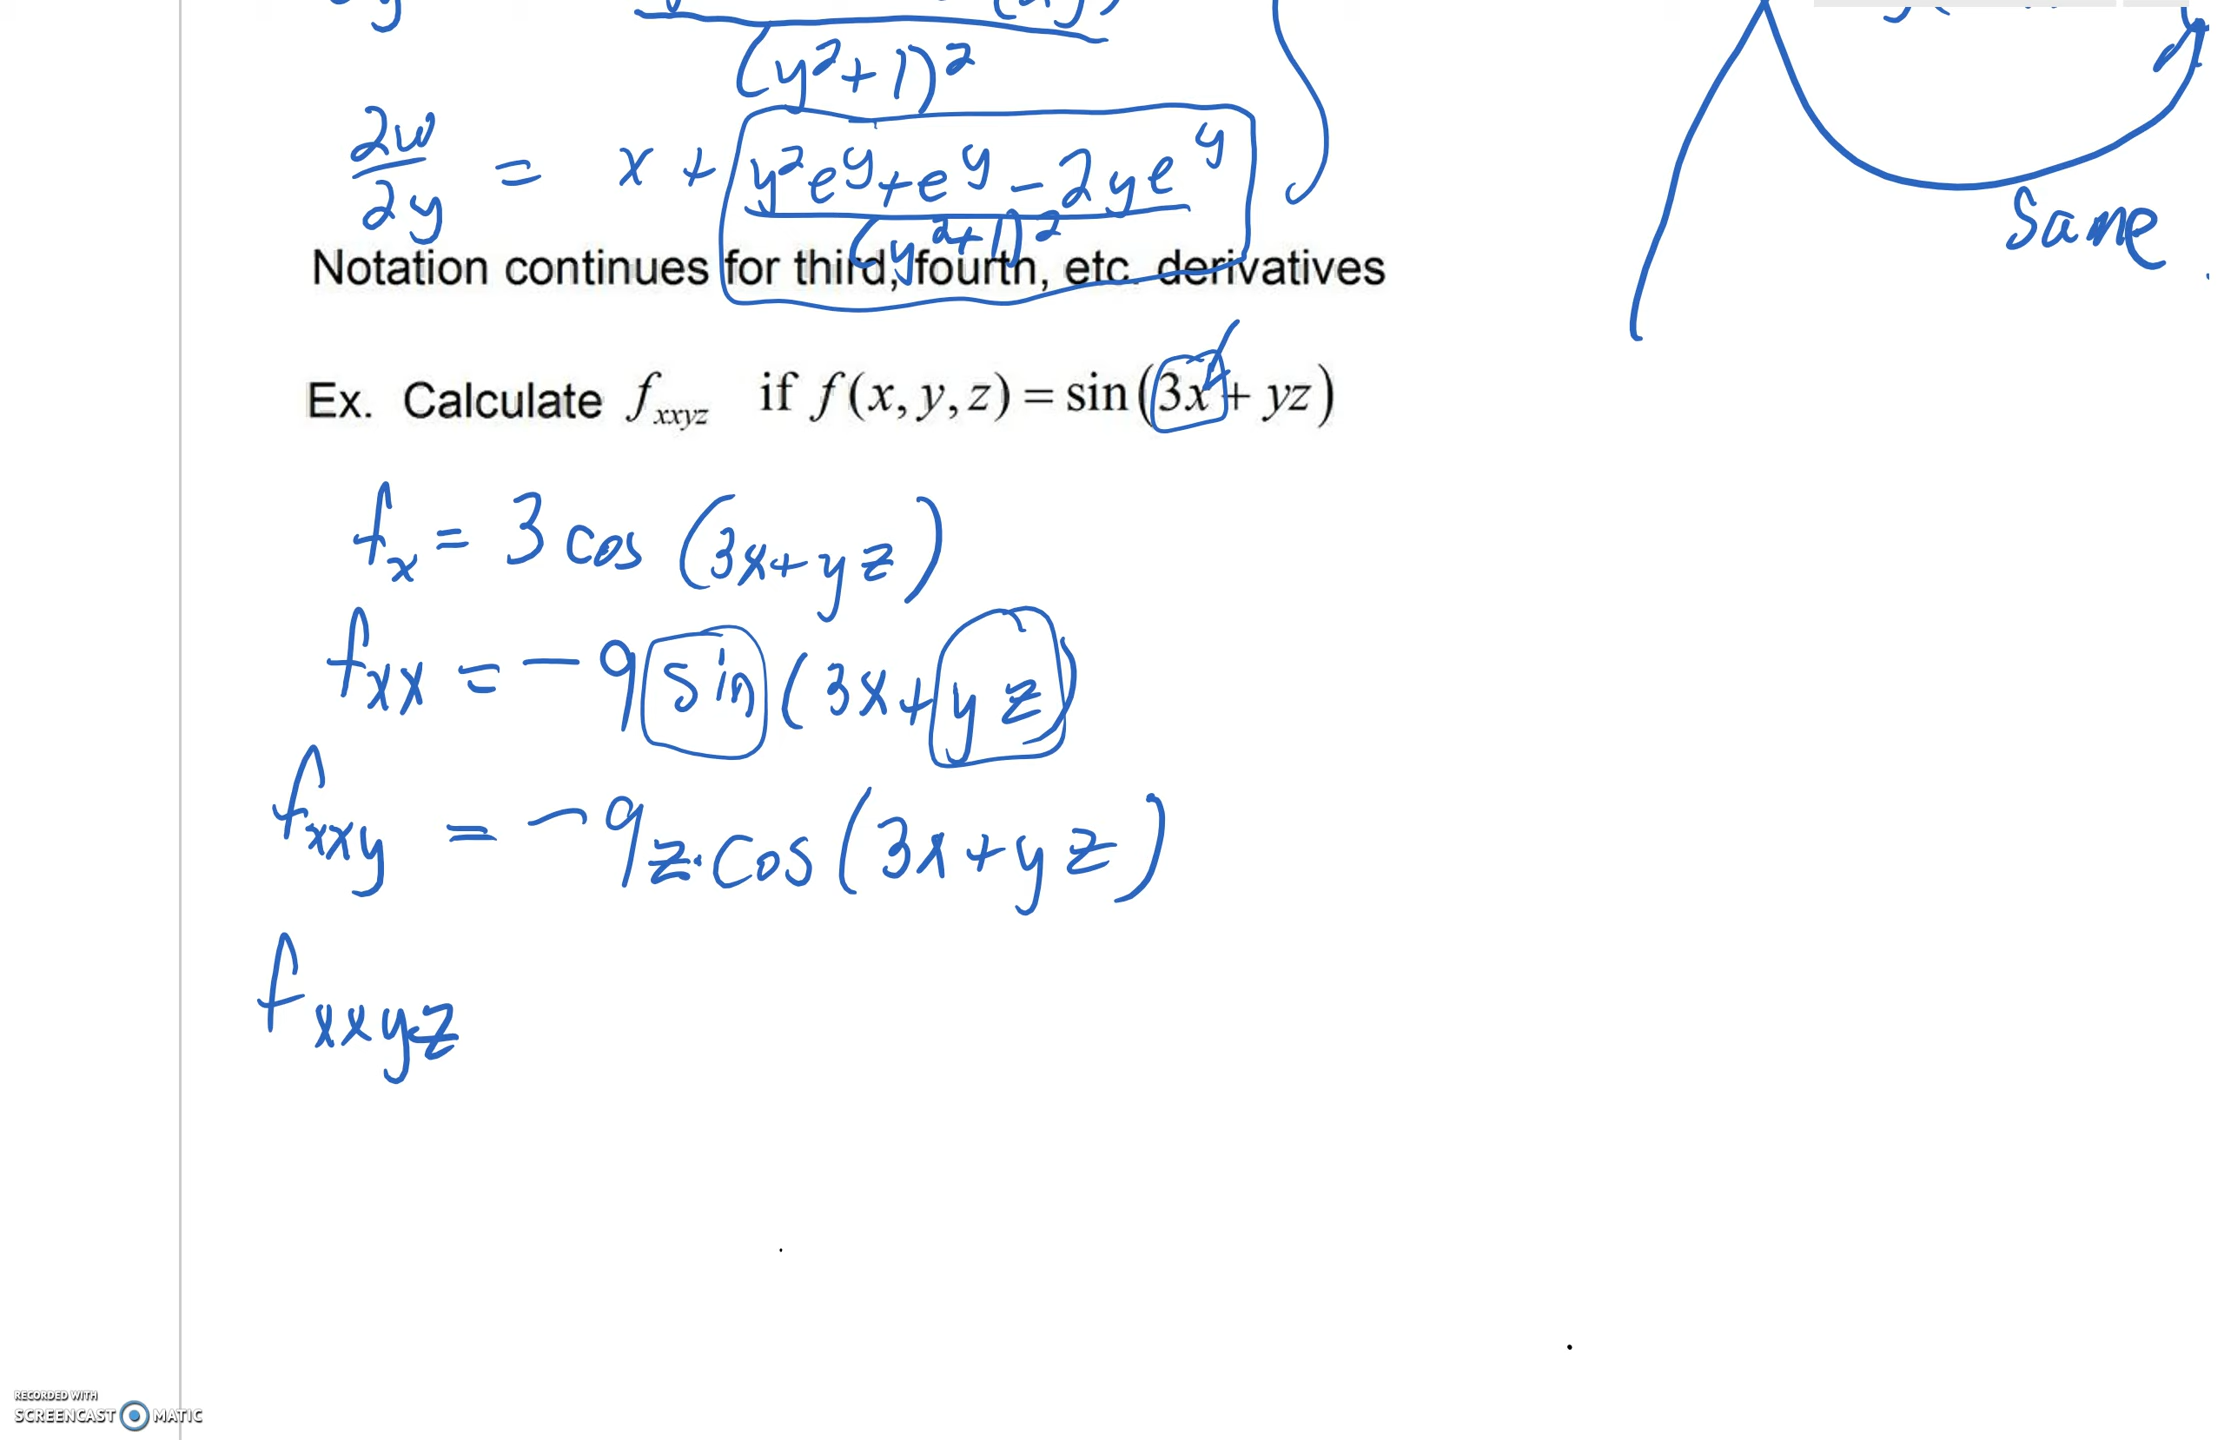 (y²+1)²
∂w/∂y = x + (y²e^y + e^y - 2ye^y)/(y²+1)²
Same
Notation continues for third, fourth, etc. derivatives
Ex. Calculate f_xxyz if f(x, y, z) = sin(3x + yz)
f_x = 3 cos (3x+yz)
f_xx = -9 sin (3x+yz)
f_xxy = -9z·cos(3x+yz)
f_xxyz
RECORDED WITH
SCREENCAST MATIC